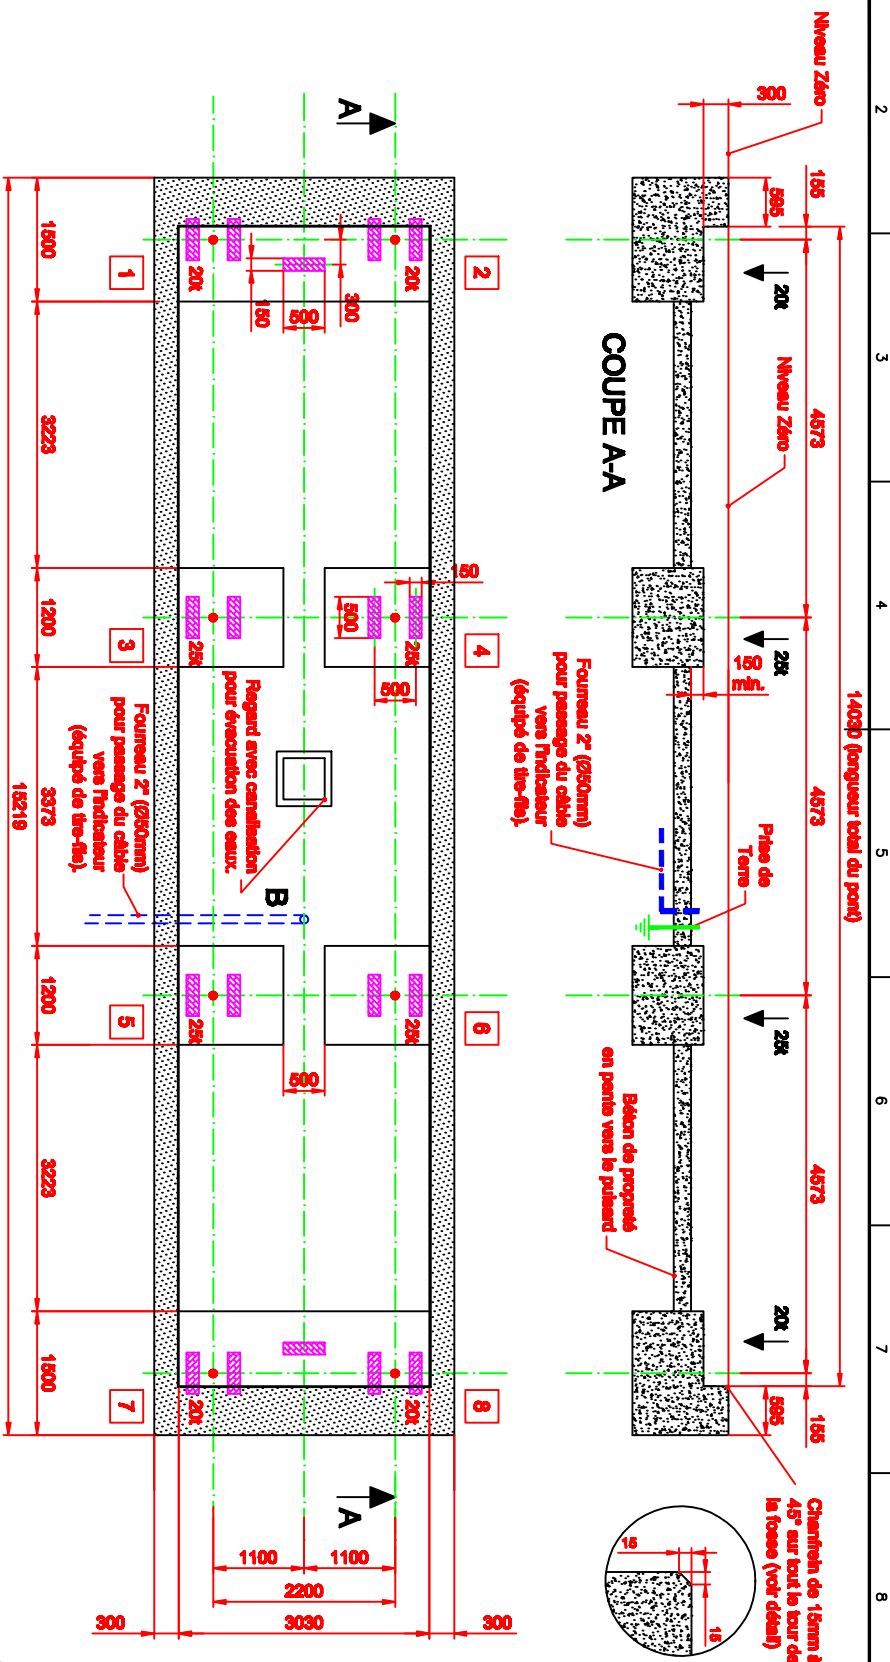 2
3
4
5
6
7
8
14030 (longueur total du pont)
155
4573
4573
4573
4573
155
595
595
300
Niveau Zéro
Niveau Zéro
20t
25t
25t
20t
150
min.
Prise de
Terre
Béton de propreté
en pente vers le puisard
Chanfrein de 15mm à
45° sur tout le tour de
la fosse (voir détail)
15
15
COUPE A-A
Fourreau 2" (Ø50mm)
pour passage du câble
vers l'indicateur
(équipé de tire-fils).
A
A
2
4
6
8
20t
25t
25t
20t
150
500
500
300
500
150
500
B
Regard avec canalisation
pour évacuation des eaux.
20t
25t
25t
20t
1
3
5
7
Fourreau 2" (Ø50mm)
pour passage du câble
vers l'indicateur
(équipé de tire-fils).
1500
3223
1200
3373
1200
3223
1500
15219
1100
1100
2200
300
3030
300